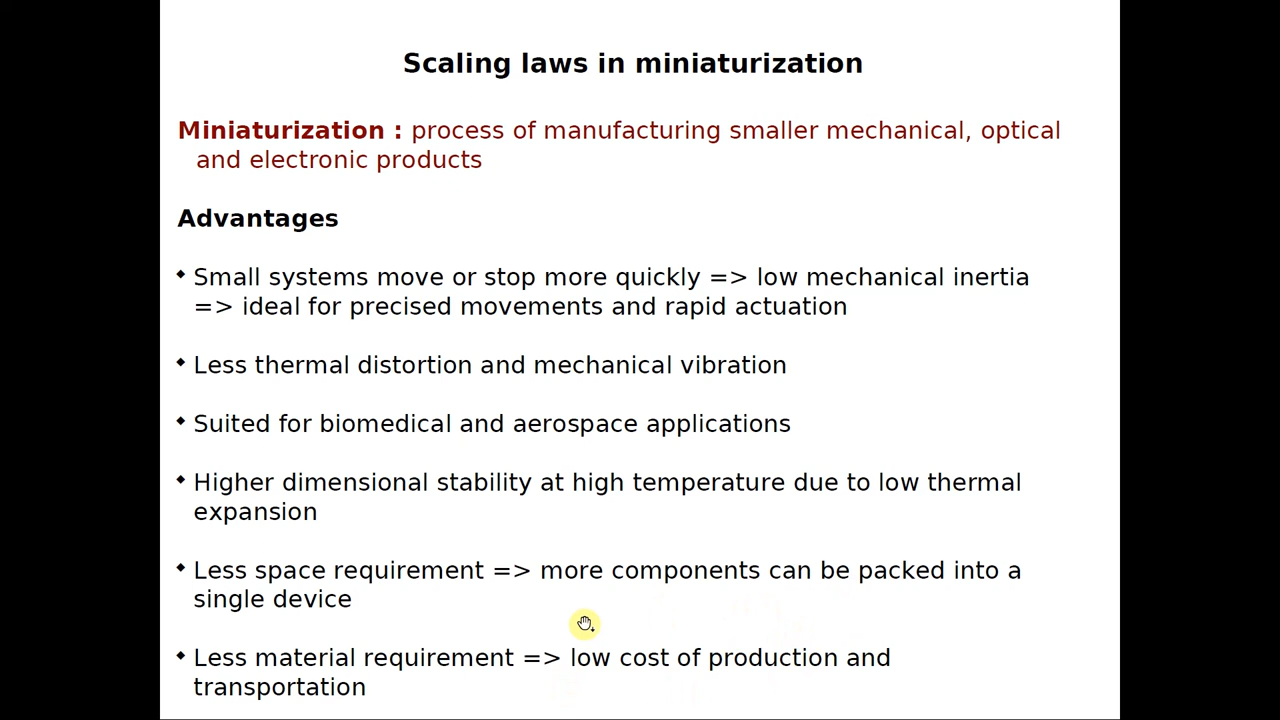 Scaling laws in miniaturization
Miniaturization : process of manufacturing smaller mechanical, optical
and electronic products
Advantages
◆ Small systems move or stop more quickly => low mechanical inertia
=> ideal for precised movements and rapid actuation
◆ Less thermal distortion and mechanical vibration
◆ Suited for biomedical and aerospace applications
◆ Higher dimensional stability at high temperature due to low thermal
expansion
◆ Less space requirement => more components can be packed into a
single device
◆ Less material requirement => low cost of production and
transportation